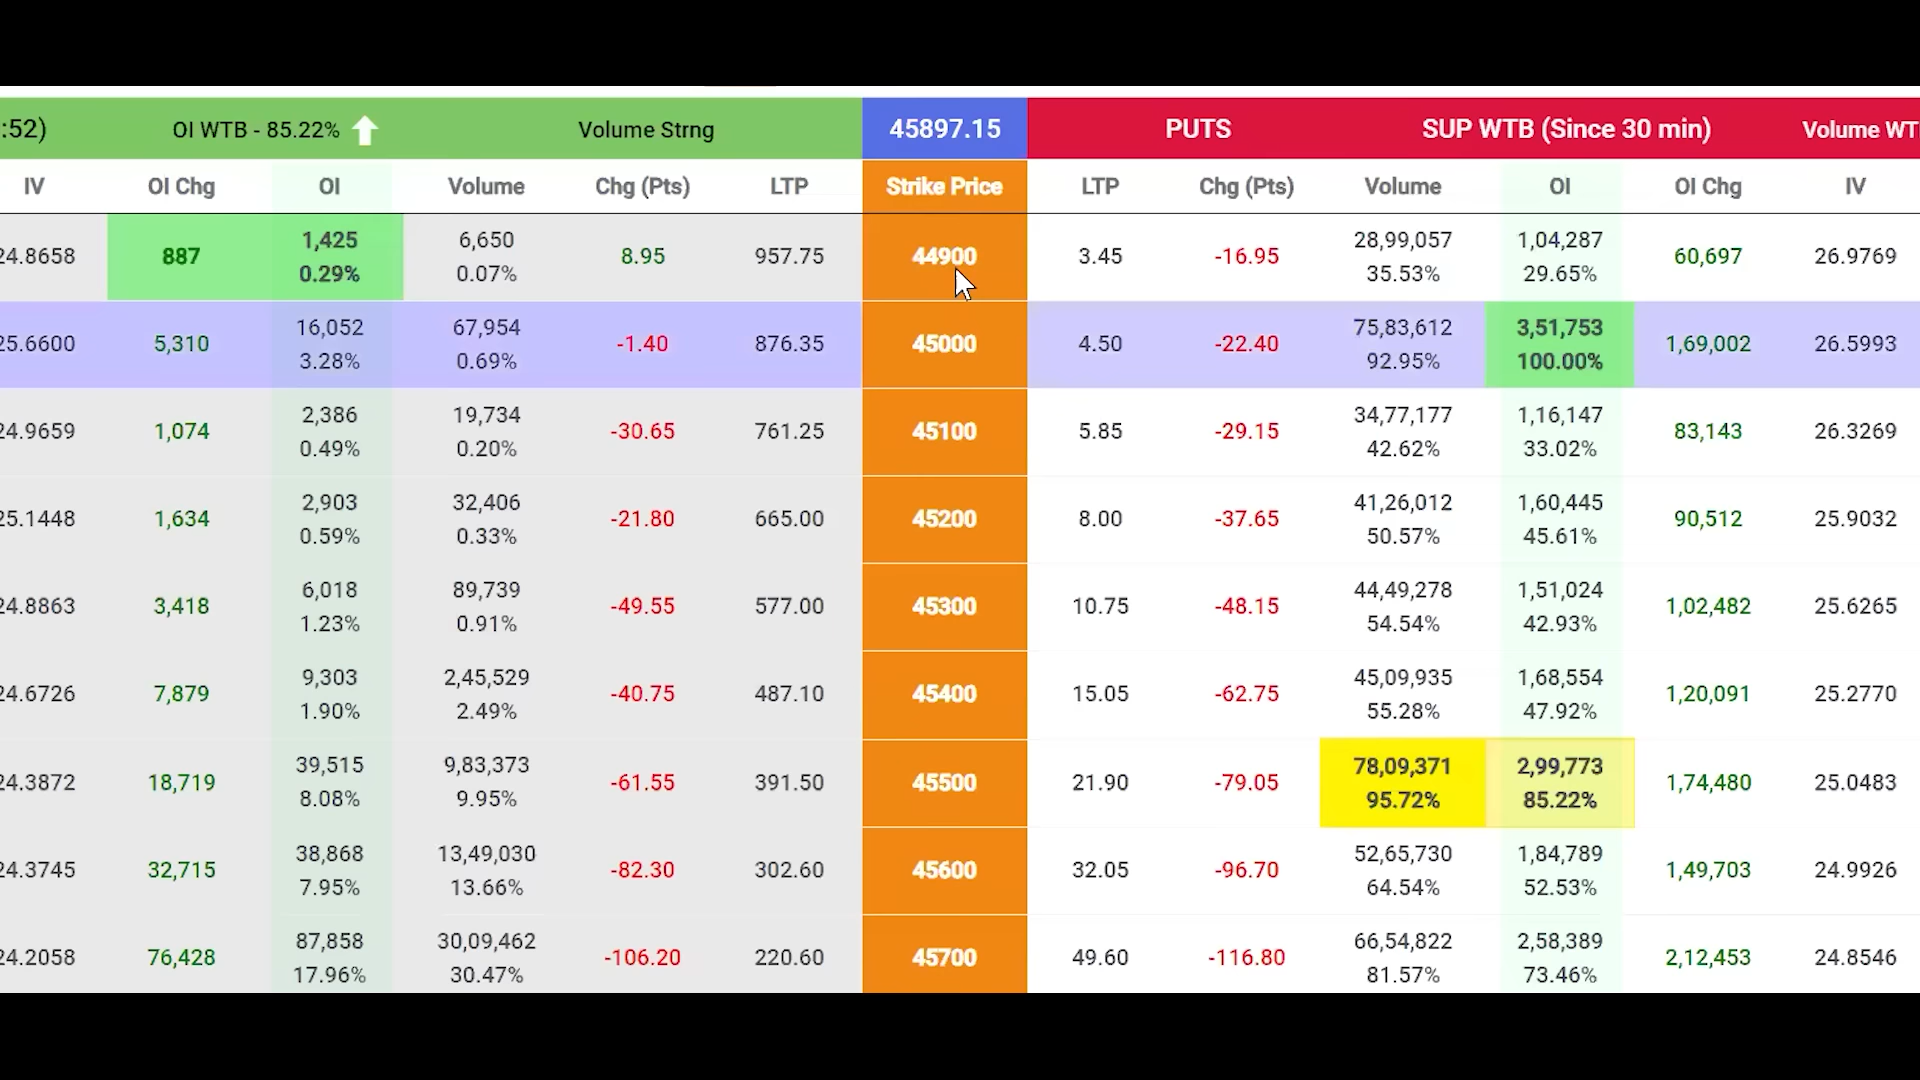 :52) OI WTB - 85.22% Volume Strng 45897.15 PUTS SUP WTB (Since 30 min) Volume WT
IV OI Chg OI Volume Chg (Pts) LTP Strike Price LTP Chg (Pts) Volume OI OI Chg IV
24.8658 887 1,425 6,650 8.95 957.75 44900 3.45 -16.95 28,99,057 1,04,287 60,697 26.9769
0.29% 0.07% 35.53% 29.65%
25.6600 5,310 16,052 67,954 -1.40 876.35 45000 4.50 -22.40 75,83,612 3,51,753 1,69,002 26.5993
3.28% 0.69% 92.95% 100.00%
24.9659 1,074 2,386 19,734 -30.65 761.25 45100 5.85 -29.15 34,77,177 1,16,147 83,143 26.3269
0.49% 0.20% 42.62% 33.02%
25.1448 1,634 2,903 32,406 -21.80 665.00 45200 8.00 -37.65 41,26,012 1,60,445 90,512 25.9032
0.59% 0.33% 50.57% 45.61%
24.8863 3,418 6,018 89,739 -49.55 577.00 45300 10.75 -48.15 44,49,278 1,51,024 1,02,482 25.6265
1.23% 0.91% 54.54% 42.93%
24.6726 7,879 9,303 2,45,529 -40.75 487.10 45400 15.05 -62.75 45,09,935 1,68,554 1,20,091 25.2770
1.90% 2.49% 55.28% 47.92%
24.3872 18,719 39,515 9,83,373 -61.55 391.50 45500 21.90 -79.05 78,09,371 2,99,773 1,74,480 25.0483
8.08% 9.95% 95.72% 85.22%
24.3745 32,715 38,868 13,49,030 -82.30 302.60 45600 32.05 -96.70 52,65,730 1,84,789 1,49,703 24.9926
7.95% 13.66% 64.54% 52.53%
24.2058 76,428 87,858 30,09,462 -106.20 220.60 45700 49.60 -116.80 66,54,822 2,58,389 2,12,453 24.8546
17.96% 30.47% 81.57% 73.46%